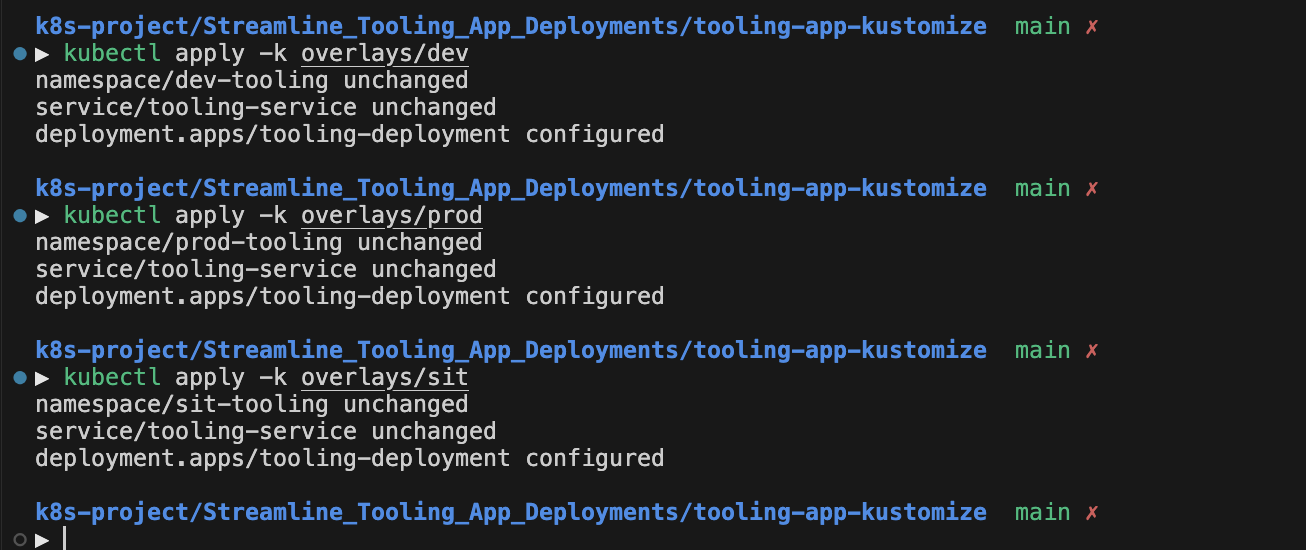 k8s-project/Streamline_Tooling_App_Deployments/tooling-app-kustomize main ✗
▶ kubectl apply -k overlays/dev
namespace/dev-tooling unchanged
service/tooling-service unchanged
deployment.apps/tooling-deployment configured
k8s-project/Streamline_Tooling_App_Deployments/tooling-app-kustomize main ✗
▶ kubectl apply -k overlays/prod
namespace/prod-tooling unchanged
service/tooling-service unchanged
deployment.apps/tooling-deployment configured
k8s-project/Streamline_Tooling_App_Deployments/tooling-app-kustomize main ✗
▶ kubectl apply -k overlays/sit
namespace/sit-tooling unchanged
service/tooling-service unchanged
deployment.apps/tooling-deployment configured
k8s-project/Streamline_Tooling_App_Deployments/tooling-app-kustomize main ✗
▶